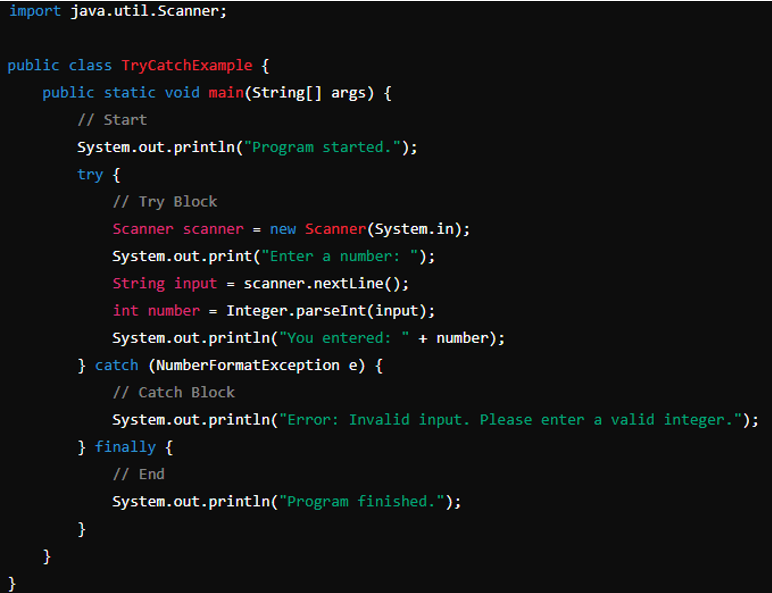 import java.util.Scanner;

public class TryCatchExample {
    public static void main(String[] args) {
        // Start
        System.out.println("Program started.");
        try {
            // Try Block
            Scanner scanner = new Scanner(System.in);
            System.out.print("Enter a number: ");
            String input = scanner.nextLine();
            int number = Integer.parseInt(input);
            System.out.println("You entered: " + number);
        } catch (NumberFormatException e) {
            // Catch Block
            System.out.println("Error: Invalid input. Please enter a valid integer.");
        } finally {
            // End
            System.out.println("Program finished.");
        }
    }
}